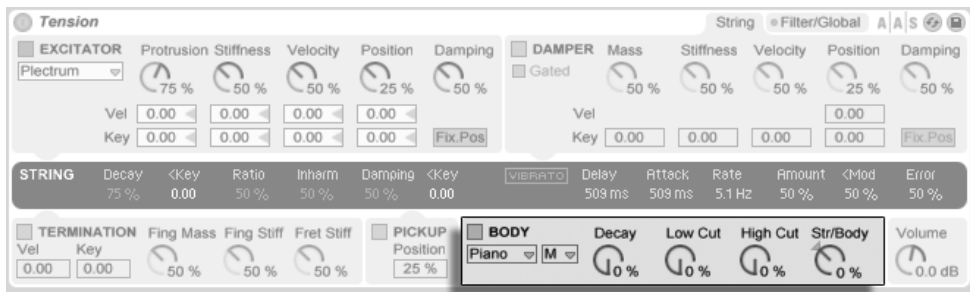 Tension String Filter/Global A A S
EXCITATOR Protrusion Stiffness Velocity Position Damping
Plectrum 75 % 50 % 50 % 25 % 50 %
Vel 0.00 0.00 0.00 0.00
Key 0.00 0.00 0.00 0.00 Fix.Pos
DAMPER Mass Stiffness Velocity Position Damping
Gated 50 % 50 % 50 % 25 % 50 %
Vel 0.00
Key 0.00 0.00 0.00 0.00 Fix.Pos
STRING Decay <Key Ratio Inharm Damping <Key VIBRATO Delay Attack Rate Amount <Mod Error
75 % 0.00 50 % 50 % 50 % 0.00 509 ms 509 ms 5.1 Hz 50 % 50 % 50 %
TERMINATION Fing Mass Fing Stiff Fret Stiff
Vel Key
0.00 0.00 50 % 50 % 50 %
PICKUP
Position
25 %
BODY Decay Low Cut High Cut Str/Body
Piano M 0 % 0 % 0 % 0 %
Volume
0.0 dB